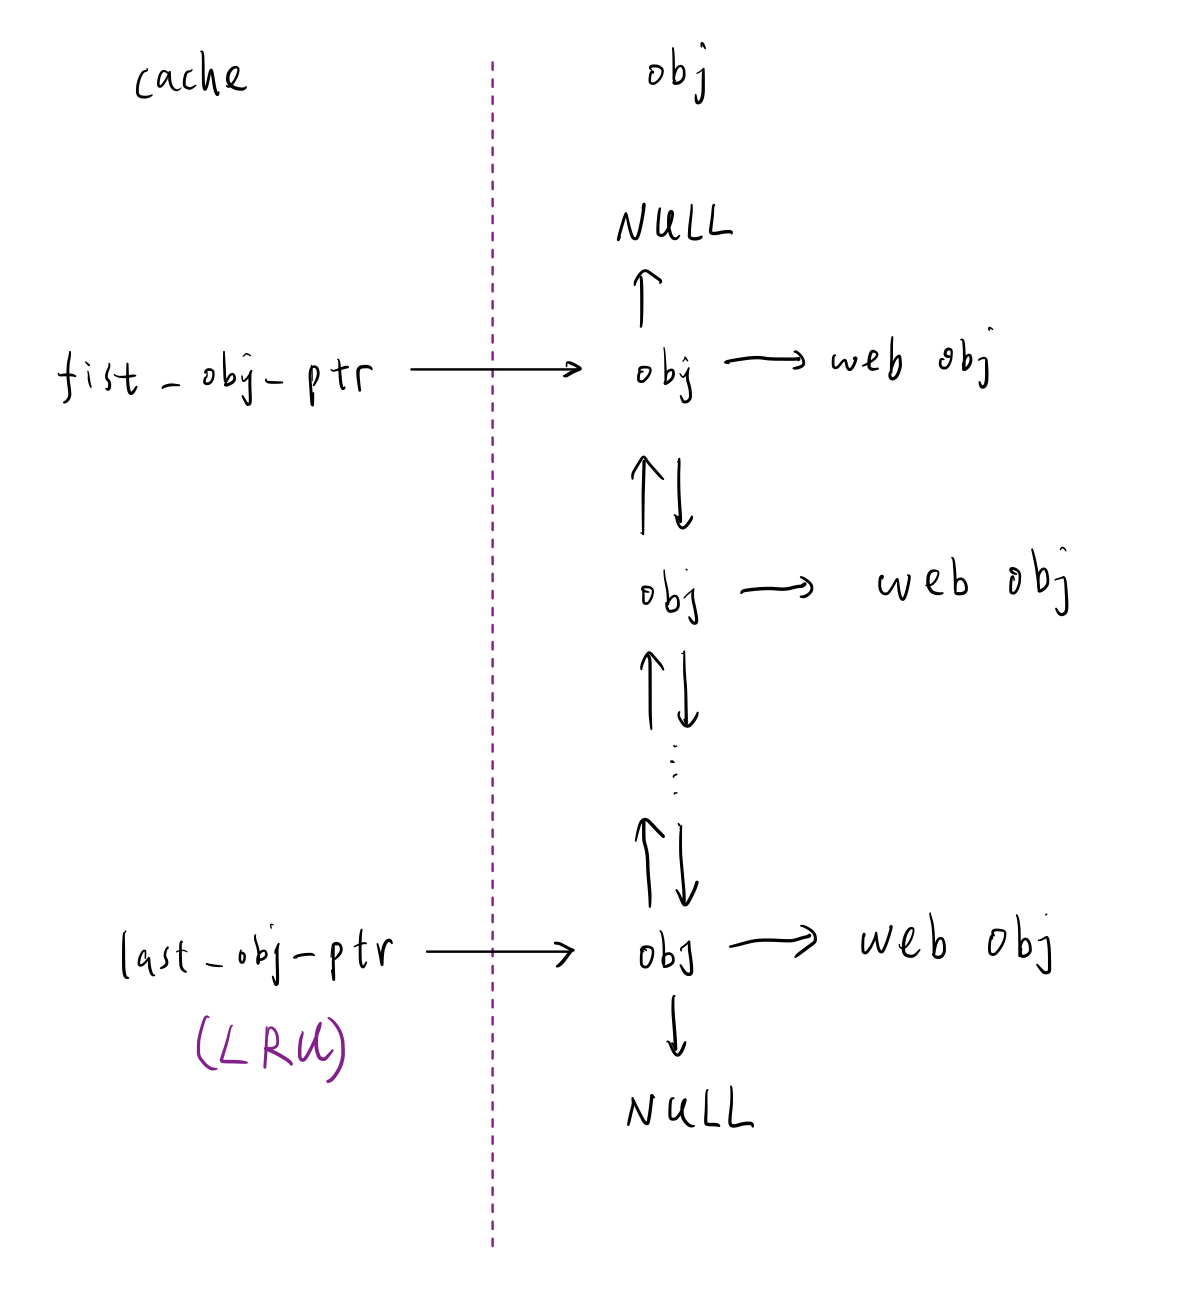 cache obj
NULL
fist_obj_ptr obj web obj
obj web obj
last_obj_ptr obj web obj
(LRU)
NULL